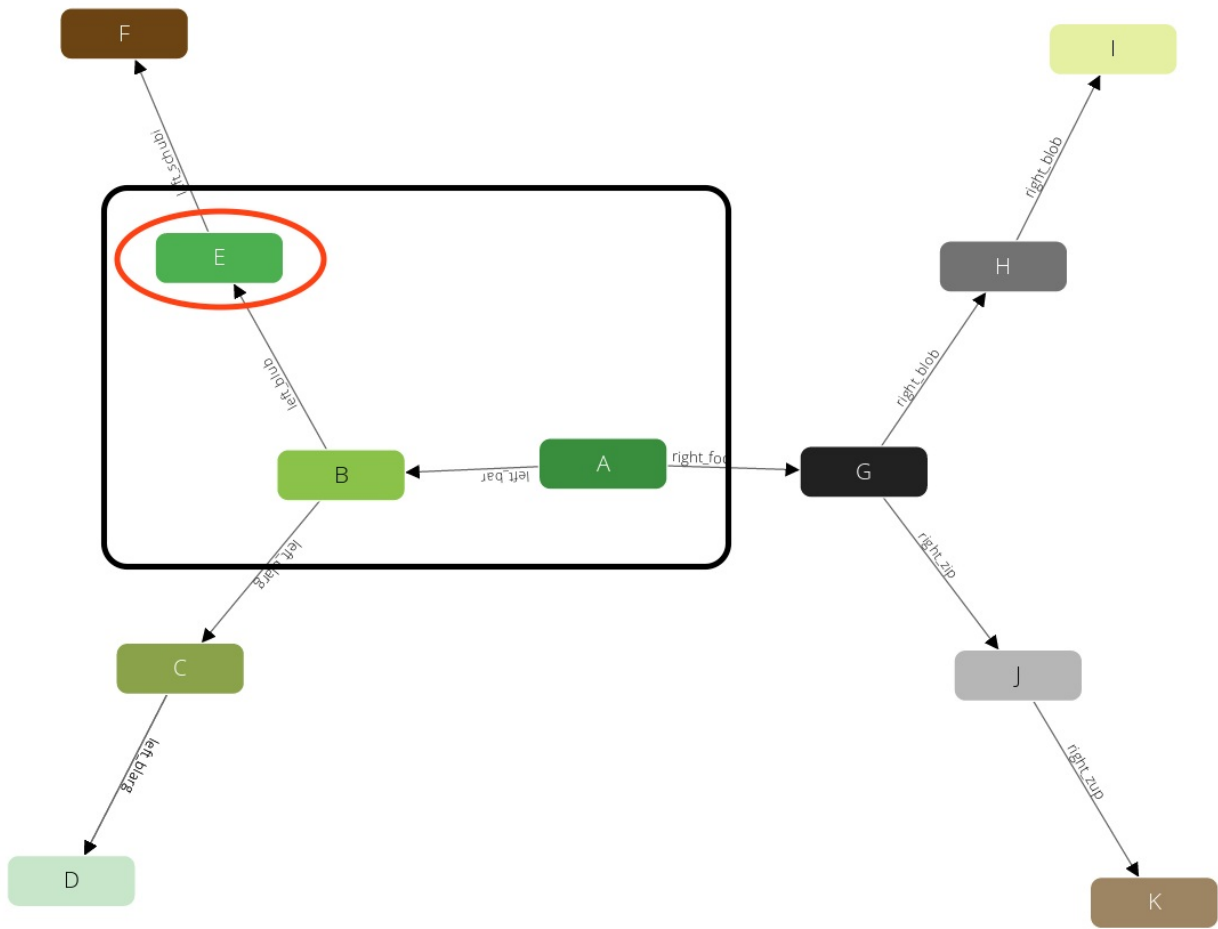 F
I
left_schubi
right_blob
E
H
left_blub
right_blob
A
B
left_bar
right_foo
G
left_blarg
right_zip
C
J
left_blarg
right_zup
D
K